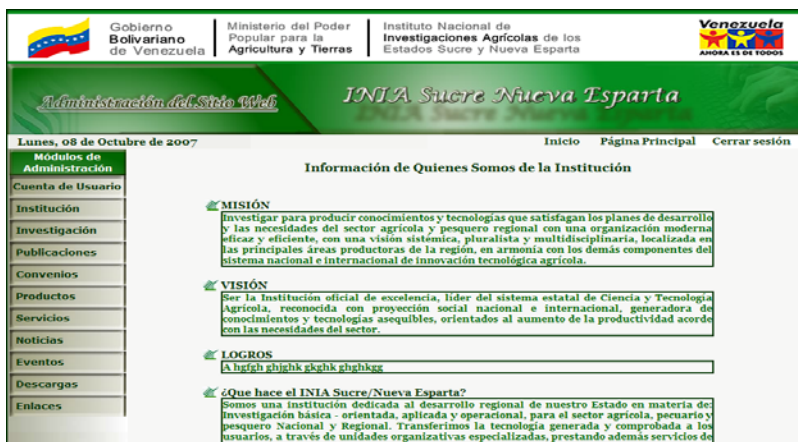 Gobierno
Bolivariano
de Venezuela
Ministerio del Poder
Popular para la
Agricultura y Tierras
Instituto Nacional de
Investigaciones Agrícolas de los
Estados Sucre y Nueva Esparta
Venezuela
AHORA ES DE TODOS
Administración del Sitio Web
INIA Sucre Nueva Esparta
Lunes, 08 de Octubre de 2007
Inicio Página Principal Cerrar sesión
Módulos de
Administración
Cuenta de Usuario
Institución
Investigación
Publicaciones
Convenios
Productos
Servicios
Noticias
Eventos
Descargas
Enlaces
Información de Quienes Somos de la Institución
MISIÓN
Investigar para producir conocimientos y tecnologías que satisfagan los planes de desarrollo
y las necesidades del sector agrícola y pesquero regional con una organización moderna
eficaz y eficiente, con una visión sistémica, pluralista y multidisciplinaria, localizada en
las principales áreas productoras de la región, en armonía con los demás componentes del
sistema nacional e internacional de innovación tecnológica agrícola.
VISIÓN
Ser la Institución oficial de excelencia, líder del sistema estatal de Ciencia y Tecnología
Agrícola, reconocida con proyección social nacional e internacional, generadora de
conocimientos y tecnologías asequibles, orientados al aumento de la productividad acorde
con las necesidades del sector.
LOGROS
A hgfgh ghjghk gkghk ghghkgg
¿Que hace el INIA Sucre/Nueva Esparta?
Somos una institución dedicada al desarrollo regional de nuestro Estado en materia de:
Investigación básica - orientada, aplicada y operacional, para el sector agrícola, pecuario y
pesquero Nacional y Regional. Transferimos la tecnología generada y comprobada a los
usuarios, a través de unidades organizativas especializadas, prestando además servicios de